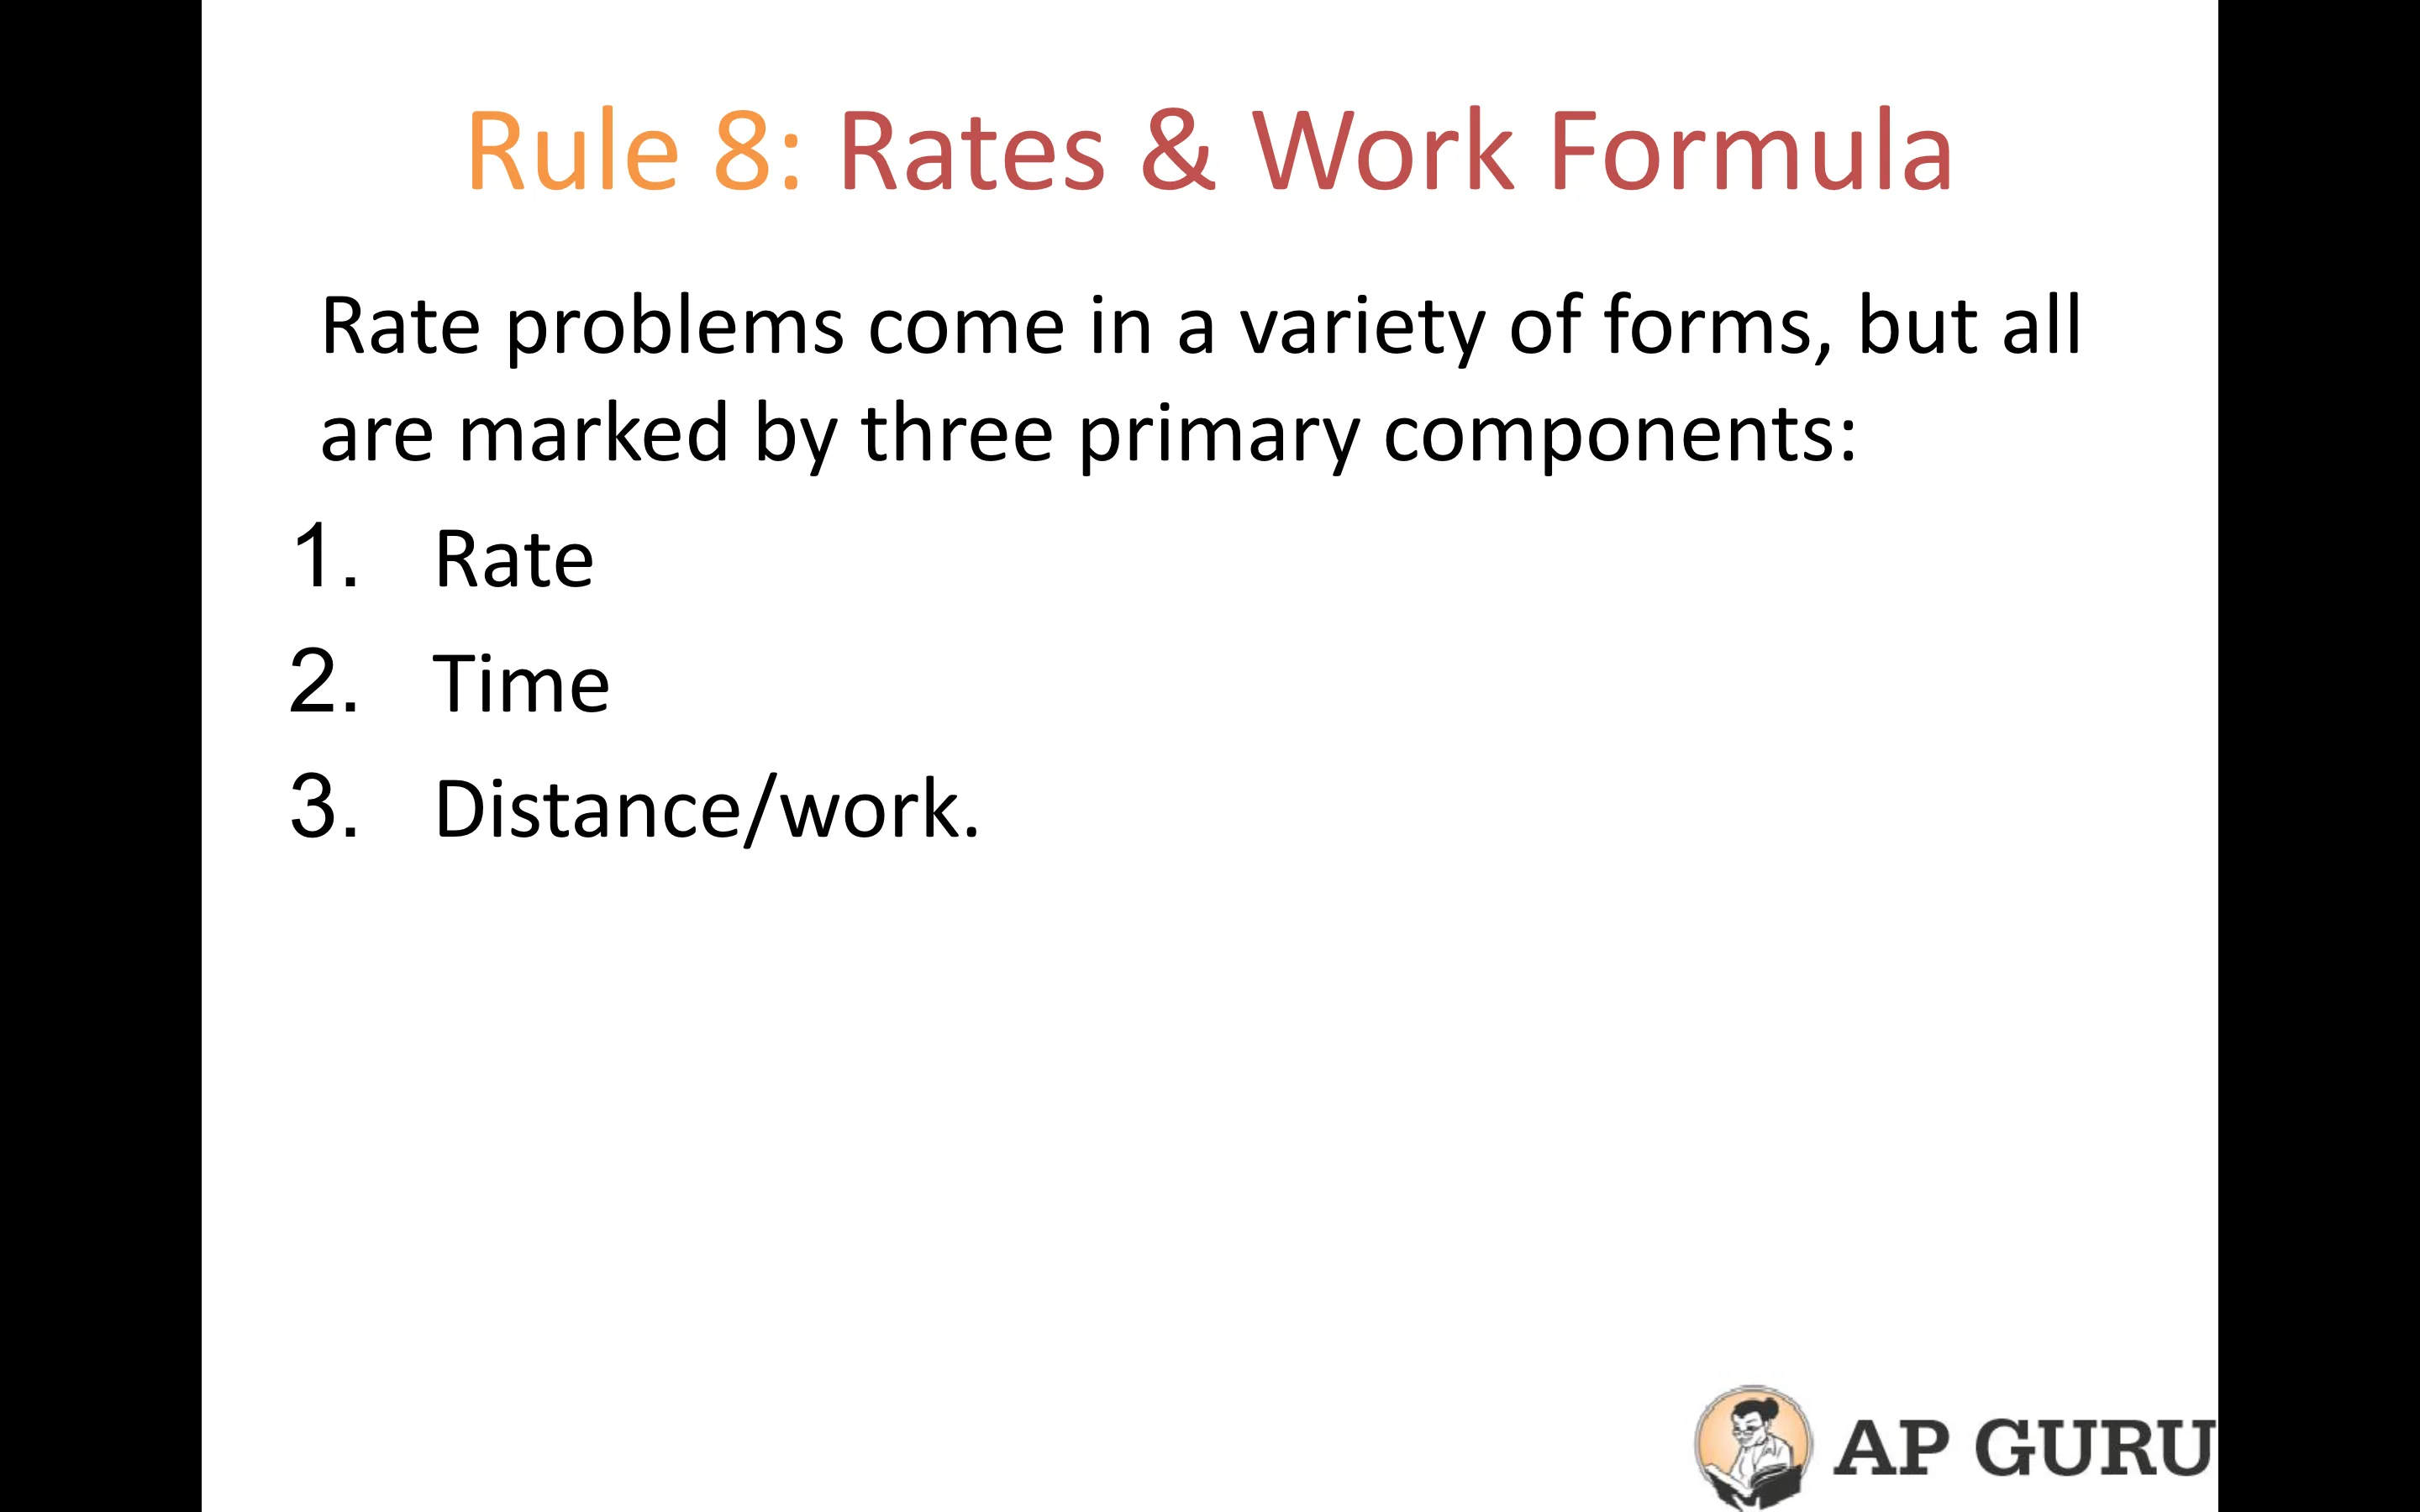 Rule 8: Rates & Work Formula
Rate problems come in a variety of forms, but all
are marked by three primary components:
1. Rate
2. Time
3. Distance/work.
AP GURU